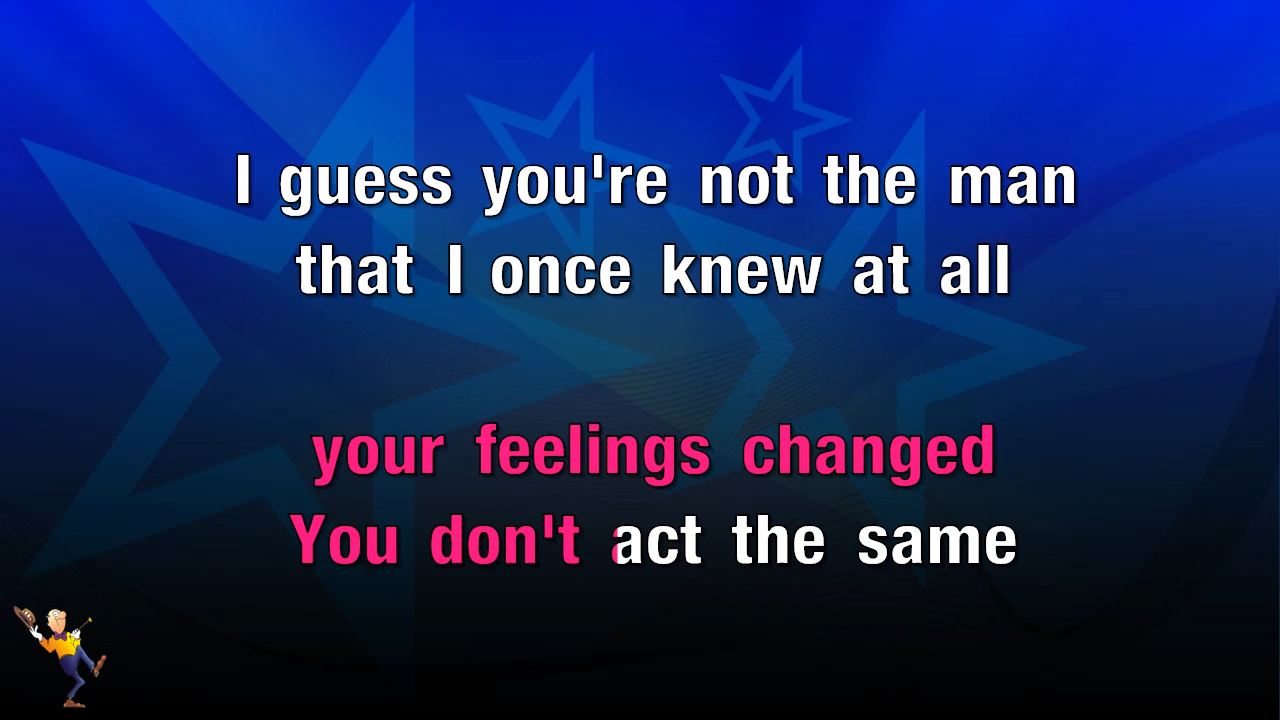 I guess you're not the man
that I once knew at all
your feelings changed
You don't act the same